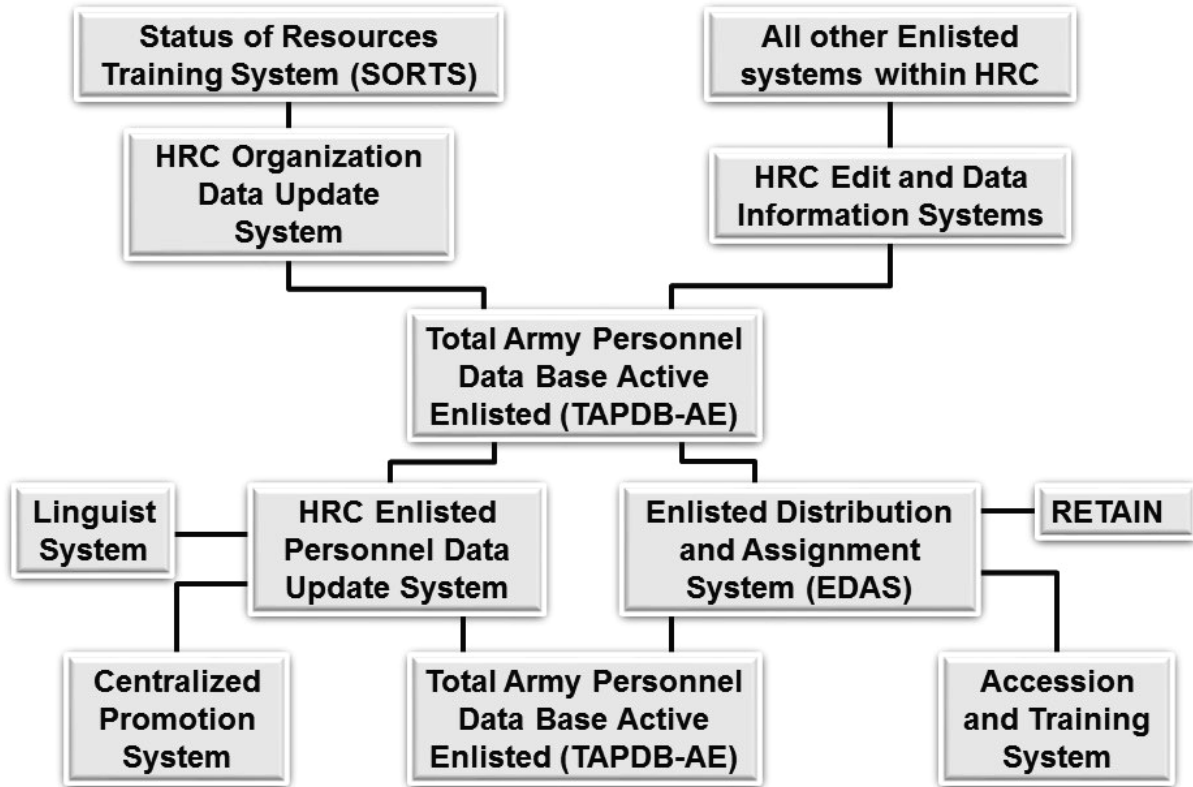 Status of Resources
Training System (SORTS)
All other Enlisted
systems within HRC
HRC Organization
Data Update
System
HRC Edit and Data
Information Systems
Total Army Personnel
Data Base Active
Enlisted (TAPDB-AE)
Linguist
System
HRC Enlisted
Personnel Data
Update System
Enlisted Distribution
and Assignment
System (EDAS)
RETAIN
Centralized
Promotion
System
Total Army Personnel
Data Base Active
Enlisted (TAPDB-AE)
Accession
and Training
System